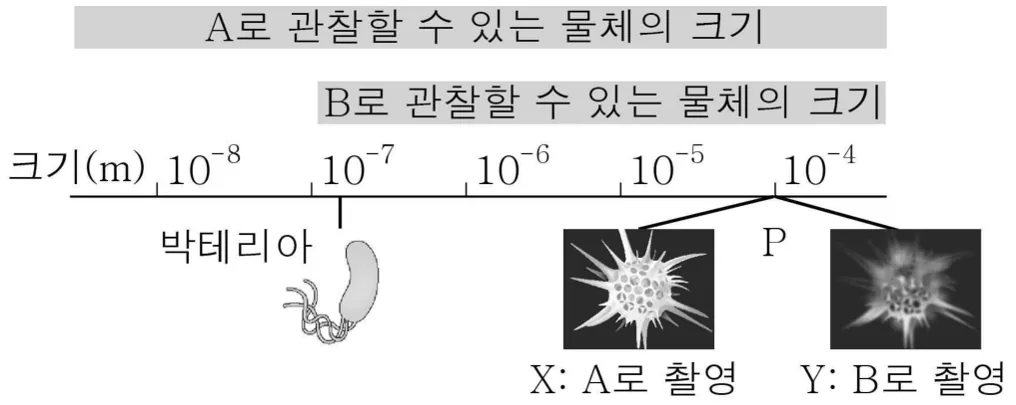 A로 관찰할 수 있는 물체의 크기
B로 관찰할 수 있는 물체의 크기
크기(m) 10⁻⁸ 10⁻⁷ 10⁻⁶ 10⁻⁵ 10⁻⁴
박테리아 P
X: A로 촬영 Y: B로 촬영